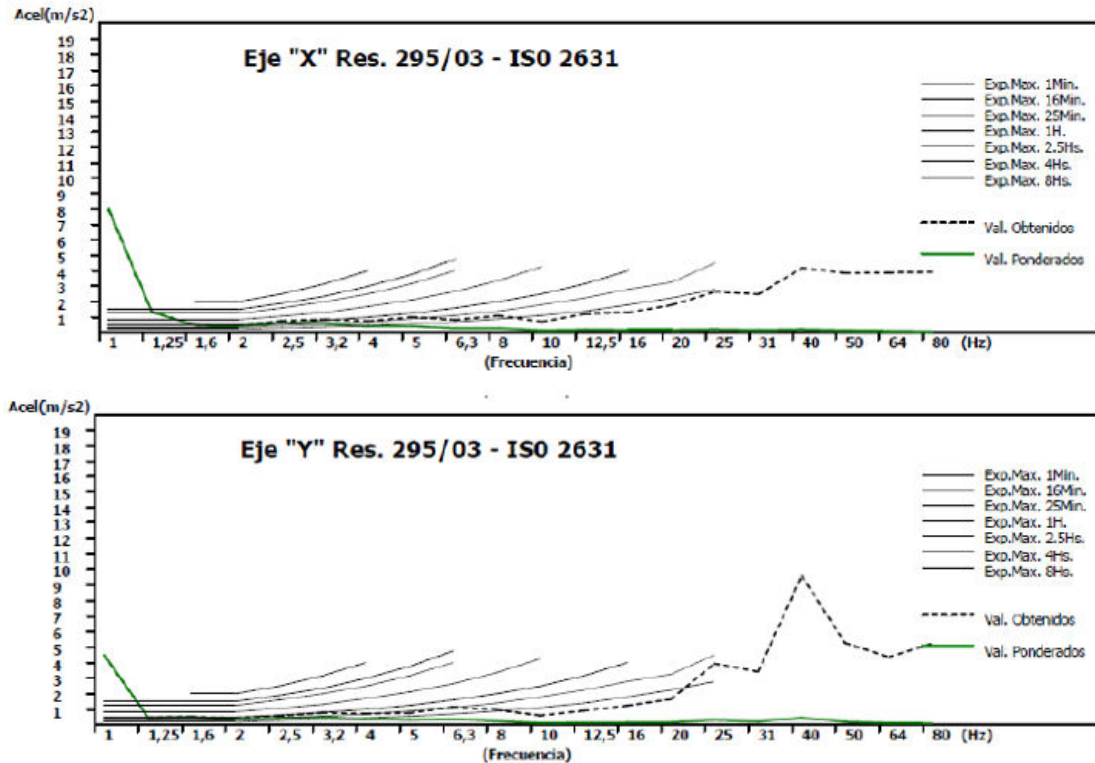 Acel(m/s2)
Eje "X" Res. 295/03 - IS0 2631
19
18
17
16
15
14
13
12
11
10
9
8
7
6
5
4
3
2
1
Exp.Max. 1Min.
Exp.Max. 16Min.
Exp.Max. 25Min.
Exp.Max. 1H.
Exp.Max. 2.5Hs.
Exp.Max. 4Hs.
Exp.Max. 8Hs.
Val. Obtenidos
Val. Ponderados
1 1,25 1,6 2 2,5 3,2 4 5 6,3 8 10 12,5 16 20 25 31 40 50 64 80 (Hz)
(Frecuencia)
Acel(m/s2)
Eje "Y" Res. 295/03 - IS0 2631
19
18
17
16
15
14
13
12
11
10
9
8
7
6
5
4
3
2
1
Exp.Max. 1Min.
Exp.Max. 16Min.
Exp.Max. 25Min.
Exp.Max. 1H.
Exp.Max. 2.5Hs.
Exp.Max. 4Hs.
Exp.Max. 8Hs.
Val. Obtenidos
Val. Ponderados
1 1,25 1,6 2 2,5 3,2 4 5 6,3 8 10 12,5 16 20 25 31 40 50 64 80 (Hz)
(Frecuencia)